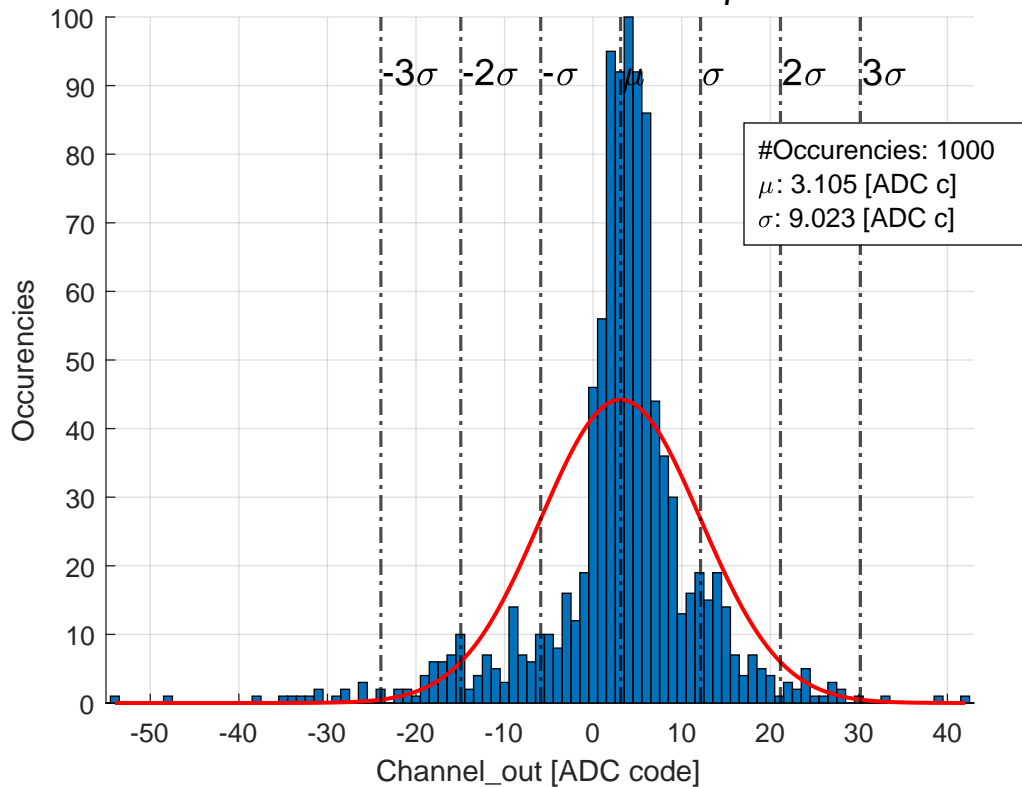 -3σ -2σ -σ μ σ 2σ 3σ
#Occurencies: 1000
μ: 3.105 [ADC c]
σ: 9.023 [ADC c]
100
90
80
70
60
50
40
30
20
10
0
Occurencies
-50 -40 -30 -20 -10 0 10 20 30 40
Channel_out [ADC code]